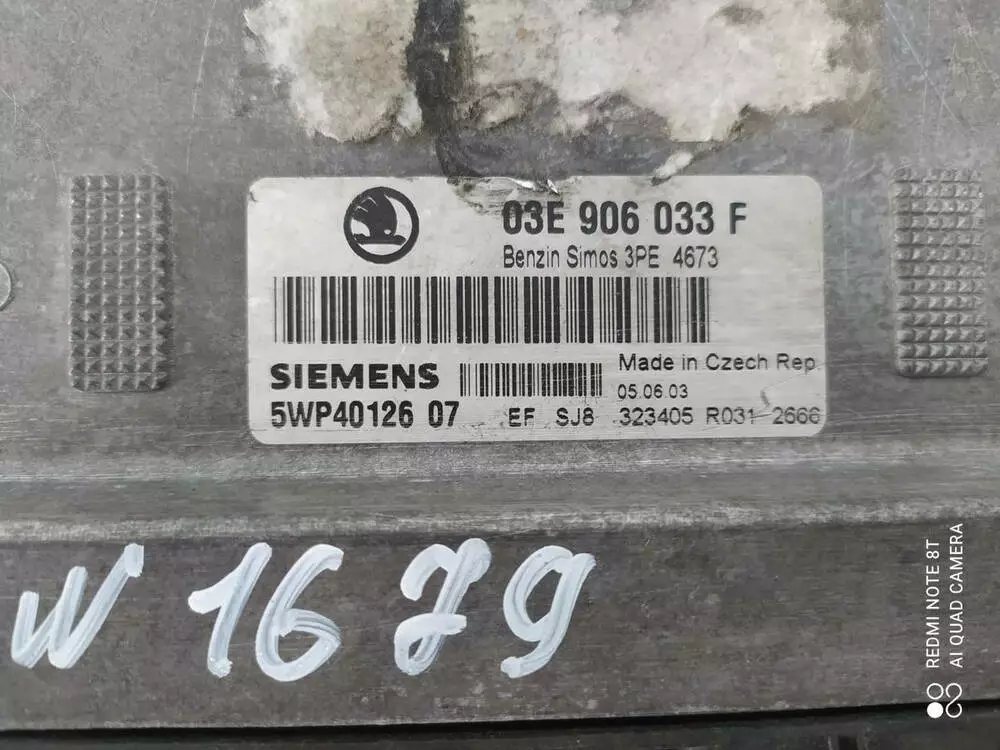 03E 906 033 F
Benzin Simos 3PE 4673
SIEMENS
Made in Czech Rep
05.06.03
5WP40126 07 EF SJ8 323405 R031 2666
W 1679
REDMI NOTE 8T
AI QUAD CAMERA